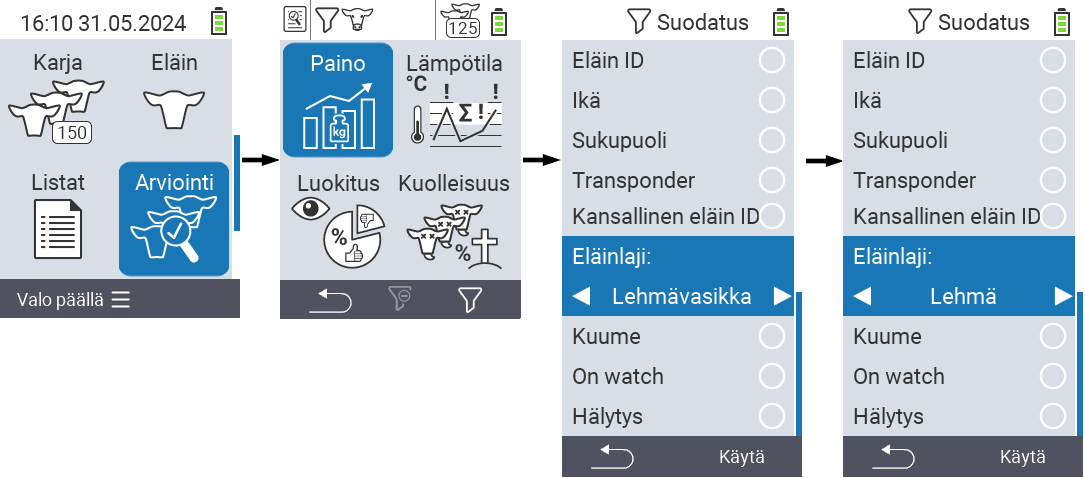 16:10 31.05.2024
Karja
Eläin
150
Listat
Arviointi
Valo päällä
125
Paino
Lämpötila
kg
°C
! !
Σ !
Luokitus
Kuolleisuus
%
%
Suodatus
Eläin ID
Ikä
Sukupuoli
Transponder
Kansallinen eläin ID
Eläinlaji:
Lehmävasikka
Kuume
On watch
Hälytys
Käytä
Suodatus
Eläin ID
Ikä
Sukupuoli
Transponder
Kansallinen eläin ID
Eläinlaji:
Lehmä
Kuume
On watch
Hälytys
Käytä